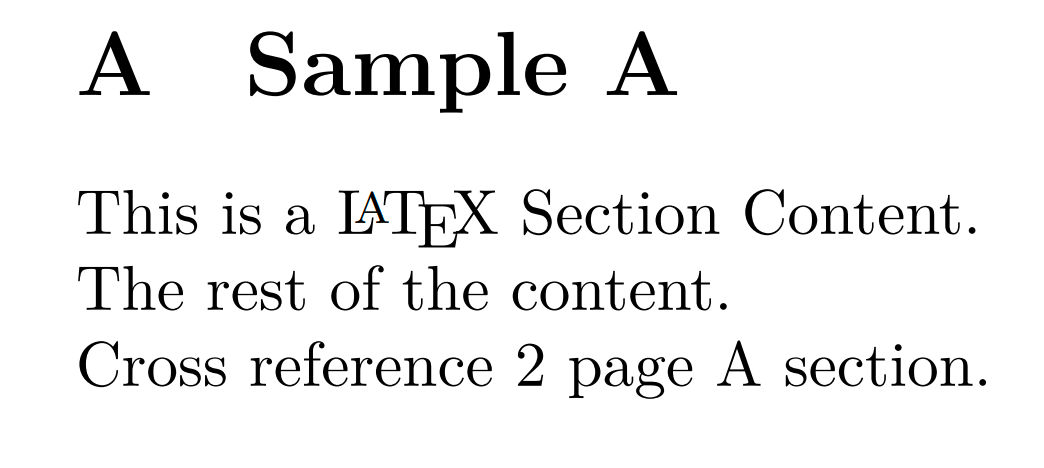 A Sample A
This is a LATEX Section Content.
The rest of the content.
Cross reference 2 page A section.